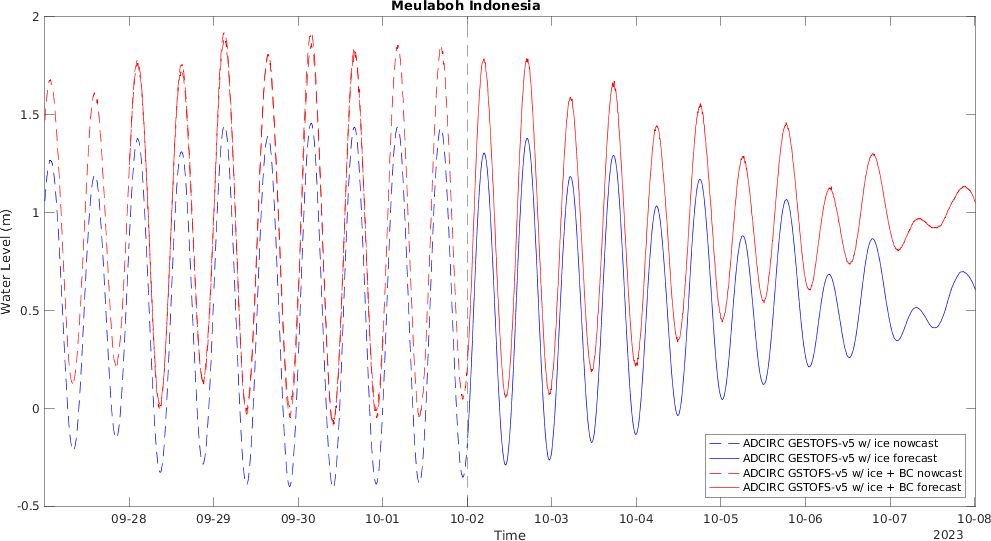 Meulaboh Indonesia
2
1.5
1
0.5
0
-0.5
Water Level (m)
09-28 09-29 09-30 10-01 10-02 10-03 10-04 10-05 10-06 10-07 10-08
Time
2023
ADCIRC GESTOFS-v5 w/ ice nowcast
ADCIRC GESTOFS-v5 w/ ice forecast
ADCIRC GSTOFS-v5 w/ ice + BC nowcast
ADCIRC GSTOFS-v5 w/ ice + BC forecast